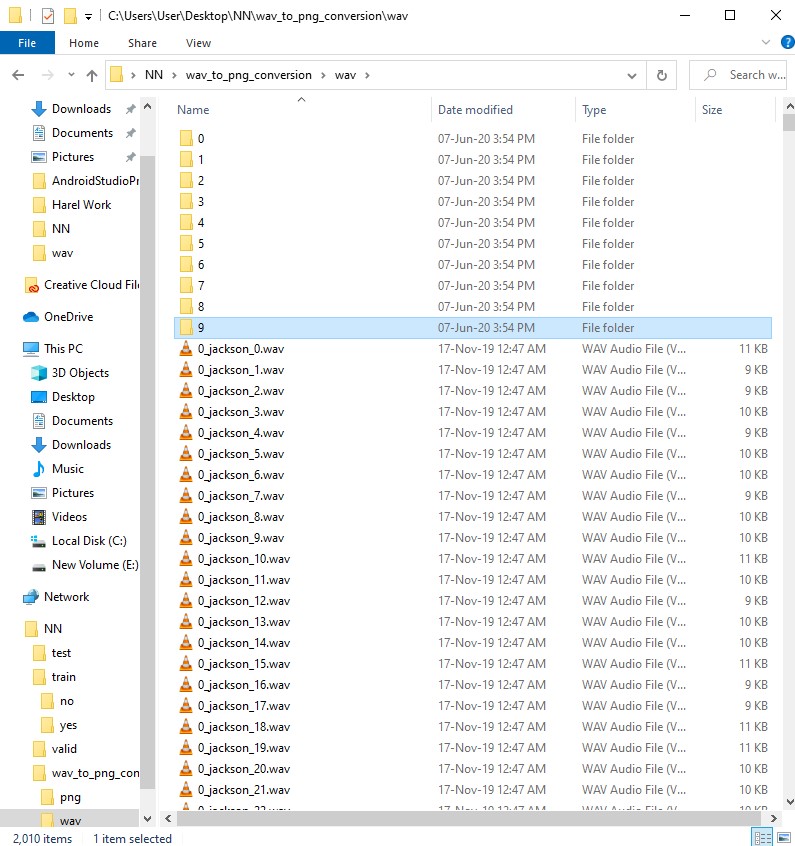 C:\Users\User\Desktop\NN\wav_to_png_conversion\wav
File Home Share View
NN > wav_to_png_conversion > wav > Search w...
Name Date modified Type Size
Downloads
Documents
Pictures
AndroidStudioPr
Harel Work
NN
wav
Creative Cloud File
OneDrive
This PC
3D Objects
Desktop
Documents
Downloads
Music
Pictures
Videos
Local Disk (C:)
New Volume (E:)
Network
NN
test
train
no
yes
valid
wav_to_png_con
png
wav
0 07-Jun-20 3:54 PM File folder
1 07-Jun-20 3:54 PM File folder
2 07-Jun-20 3:54 PM File folder
3 07-Jun-20 3:54 PM File folder
4 07-Jun-20 3:54 PM File folder
5 07-Jun-20 3:54 PM File folder
6 07-Jun-20 3:54 PM File folder
7 07-Jun-20 3:54 PM File folder
8 07-Jun-20 3:54 PM File folder
9 07-Jun-20 3:54 PM File folder
0_jackson_0.wav 17-Nov-19 12:47 AM WAV Audio File (V... 11 KB
0_jackson_1.wav 17-Nov-19 12:47 AM WAV Audio File (V... 9 KB
0_jackson_2.wav 17-Nov-19 12:47 AM WAV Audio File (V... 9 KB
0_jackson_3.wav 17-Nov-19 12:47 AM WAV Audio File (V... 10 KB
0_jackson_4.wav 17-Nov-19 12:47 AM WAV Audio File (V... 9 KB
0_jackson_5.wav 17-Nov-19 12:47 AM WAV Audio File (V... 10 KB
0_jackson_6.wav 17-Nov-19 12:47 AM WAV Audio File (V... 10 KB
0_jackson_7.wav 17-Nov-19 12:47 AM WAV Audio File (V... 9 KB
0_jackson_8.wav 17-Nov-19 12:47 AM WAV Audio File (V... 10 KB
0_jackson_9.wav 17-Nov-19 12:47 AM WAV Audio File (V... 10 KB
0_jackson_10.wav 17-Nov-19 12:47 AM WAV Audio File (V... 11 KB
0_jackson_11.wav 17-Nov-19 12:47 AM WAV Audio File (V... 10 KB
0_jackson_12.wav 17-Nov-19 12:47 AM WAV Audio File (V... 9 KB
0_jackson_13.wav 17-Nov-19 12:47 AM WAV Audio File (V... 10 KB
0_jackson_14.wav 17-Nov-19 12:47 AM WAV Audio File (V... 10 KB
0_jackson_15.wav 17-Nov-19 12:47 AM WAV Audio File (V... 11 KB
0_jackson_16.wav 17-Nov-19 12:47 AM WAV Audio File (V... 9 KB
0_jackson_17.wav 17-Nov-19 12:47 AM WAV Audio File (V... 9 KB
0_jackson_18.wav 17-Nov-19 12:47 AM WAV Audio File (V... 11 KB
0_jackson_19.wav 17-Nov-19 12:47 AM WAV Audio File (V... 11 KB
0_jackson_20.wav 17-Nov-19 12:47 AM WAV Audio File (V... 10 KB
0_jackson_21.wav 17-Nov-19 12:47 AM WAV Audio File (V... 10 KB
2,010 items 1 item selected